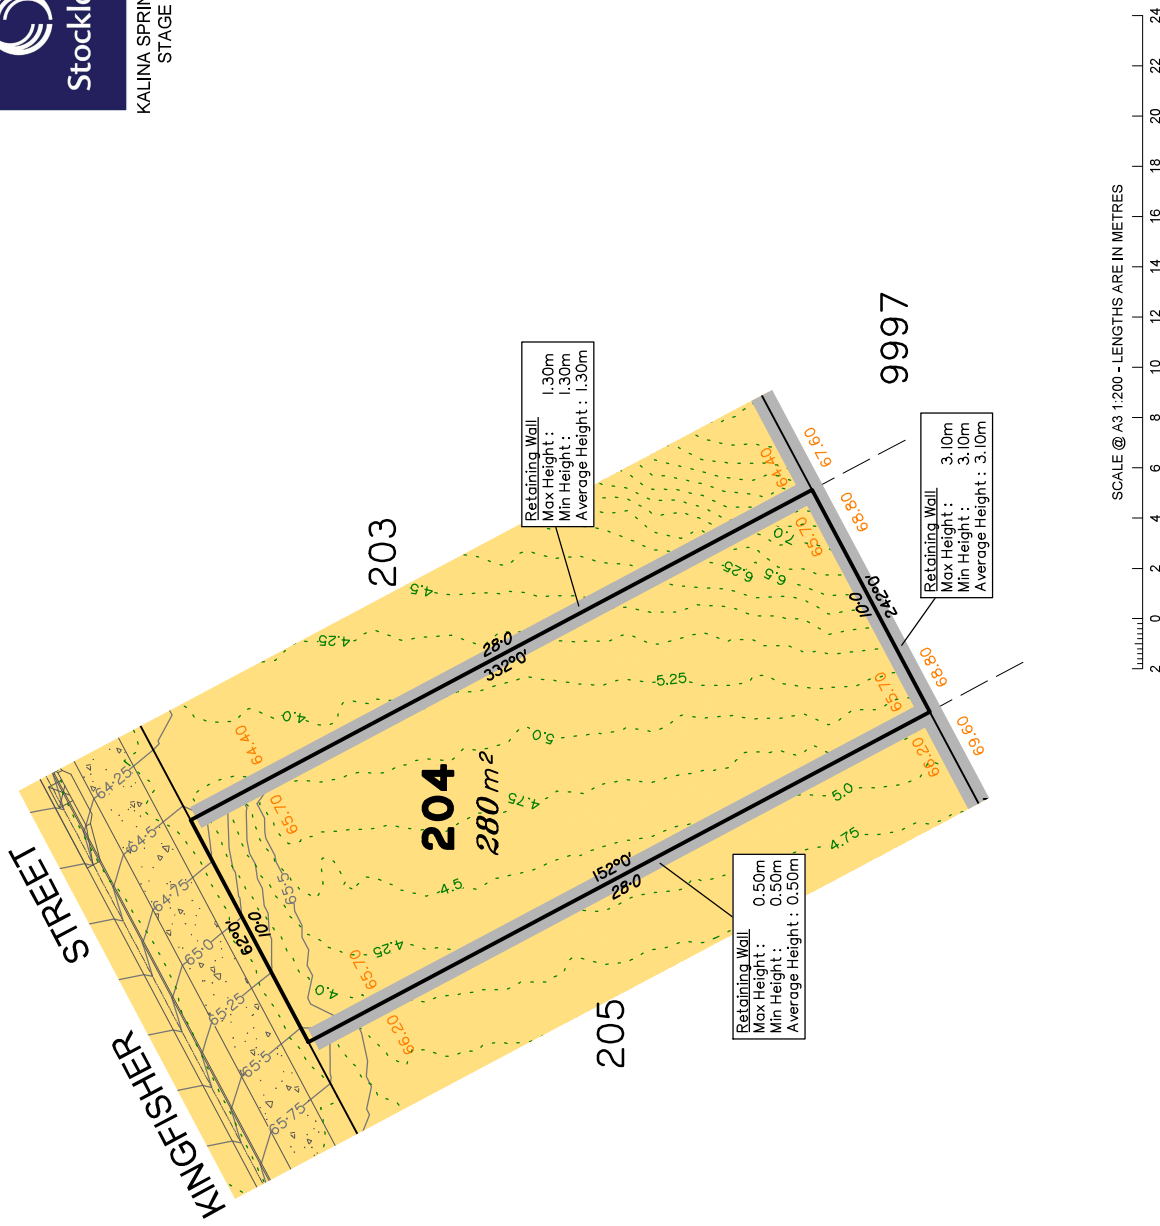 Stockl
KALINA SPRIN
STAGE
KINGFISHER STREET
203
204
280 m²
205
9997
Retaining Wall
Max Height : 1.30m
Min Height : 1.30m
Average Height : 1.30m
Retaining Wall
Max Height : 3.10m
Min Height : 3.10m
Average Height : 3.10m
Retaining Wall
Max Height : 0.50m
Min Height : 0.50m
Average Height : 0.50m
62°0'
10·0
28·0
332°0'
152°0'
28·0
10·0
242°0'
64·25
64·5
64·75
65·0
65·25
65·5
65·75
65·5
64.40
65.70
65.70
66.20
64.40
67.60
65.70
68.80
65.70
68.80
66.20
69.60
4.0
4.25
4.5
4.0
4.25
4.5
4.75
5.0
5.25
6.25
6.5
7.0
5.0
4.75
SCALE @ A3 1:200 - LENGTHS ARE IN METRES
2 0 2 4 6 8 10 12 14 16 18 20 22 24